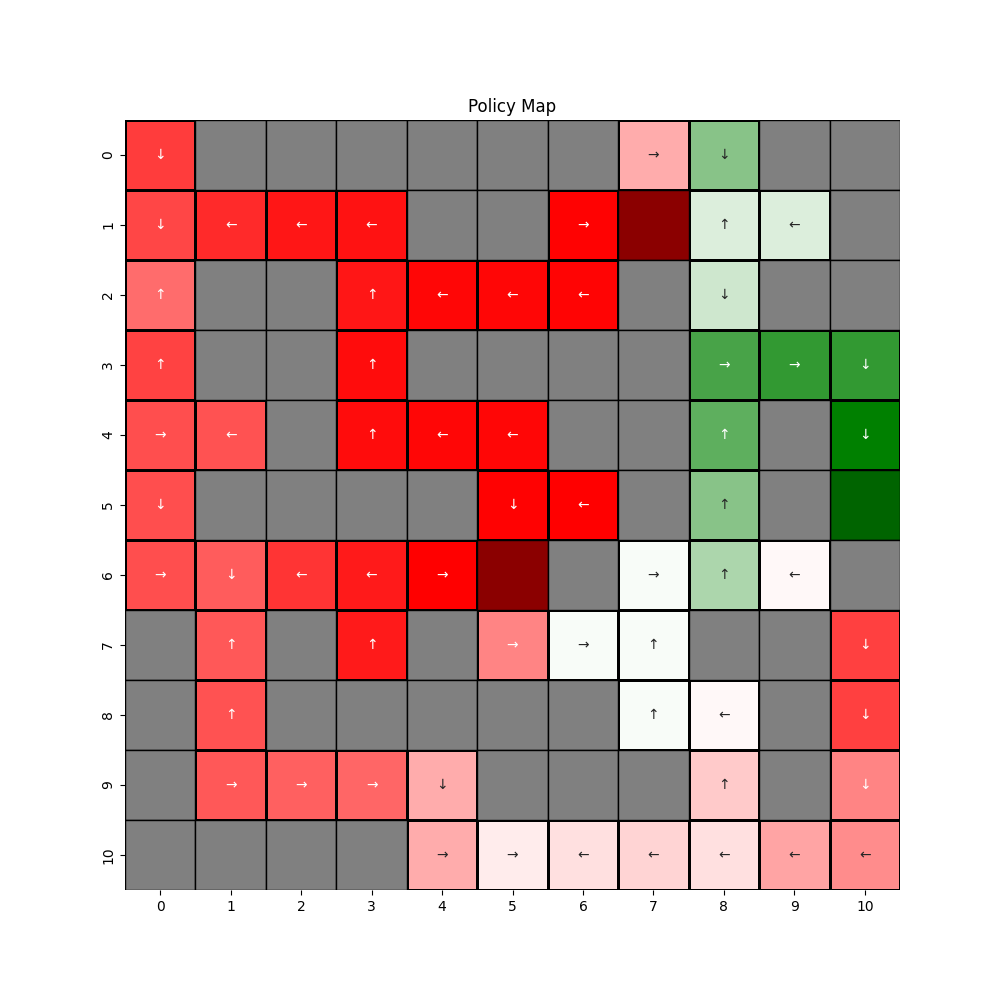 Policy Map
0 ↓ → ↓
1 ↓ ← ← ← → ↑ ←
2 ↑ ↑ ← ← ← ↓
3 ↑ ↑ → → ↓
4 → ← ↑ ← ← ↑ ↓
5 ↓ ↓ ← ↑
6 → ↓ ← ← → → ↑ ←
7 ↑ ↑ → → ↑ ↓
8 ↑ ↑ ← ↓
9 → → → ↓ ↑ ↓
10 → → ← ← ← ← ←
0 1 2 3 4 5 6 7 8 9 10